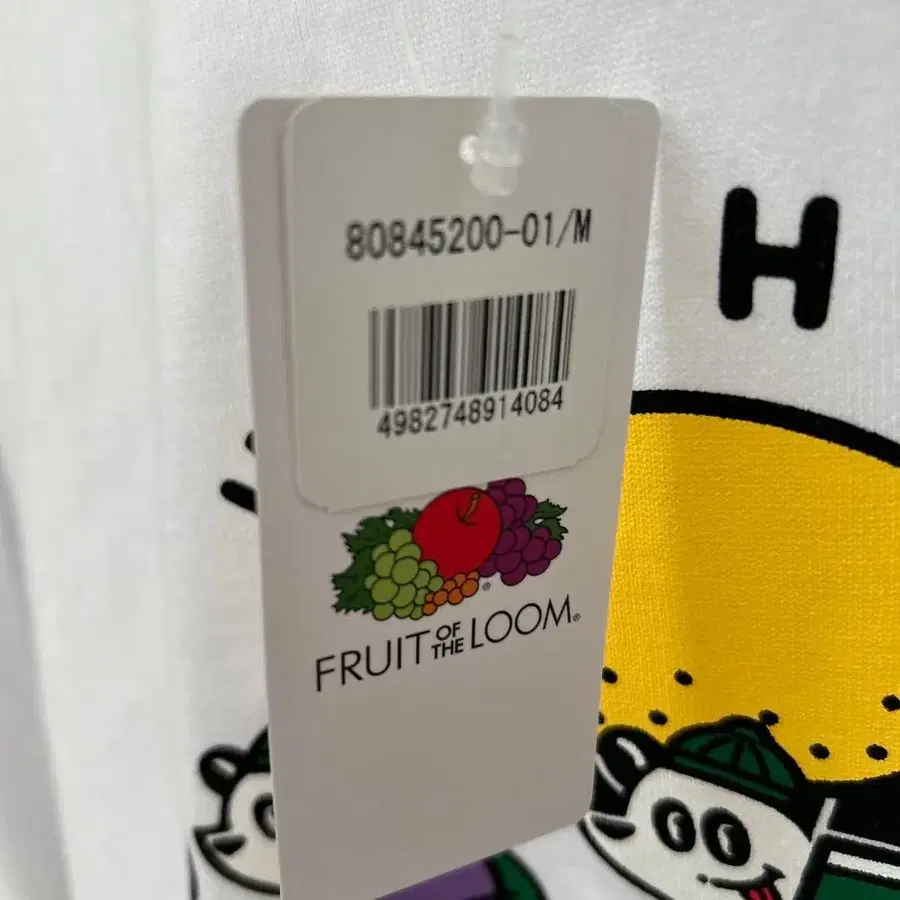 80845200-01/M
4982748914084
FRUIT OF THE LOOM®
H